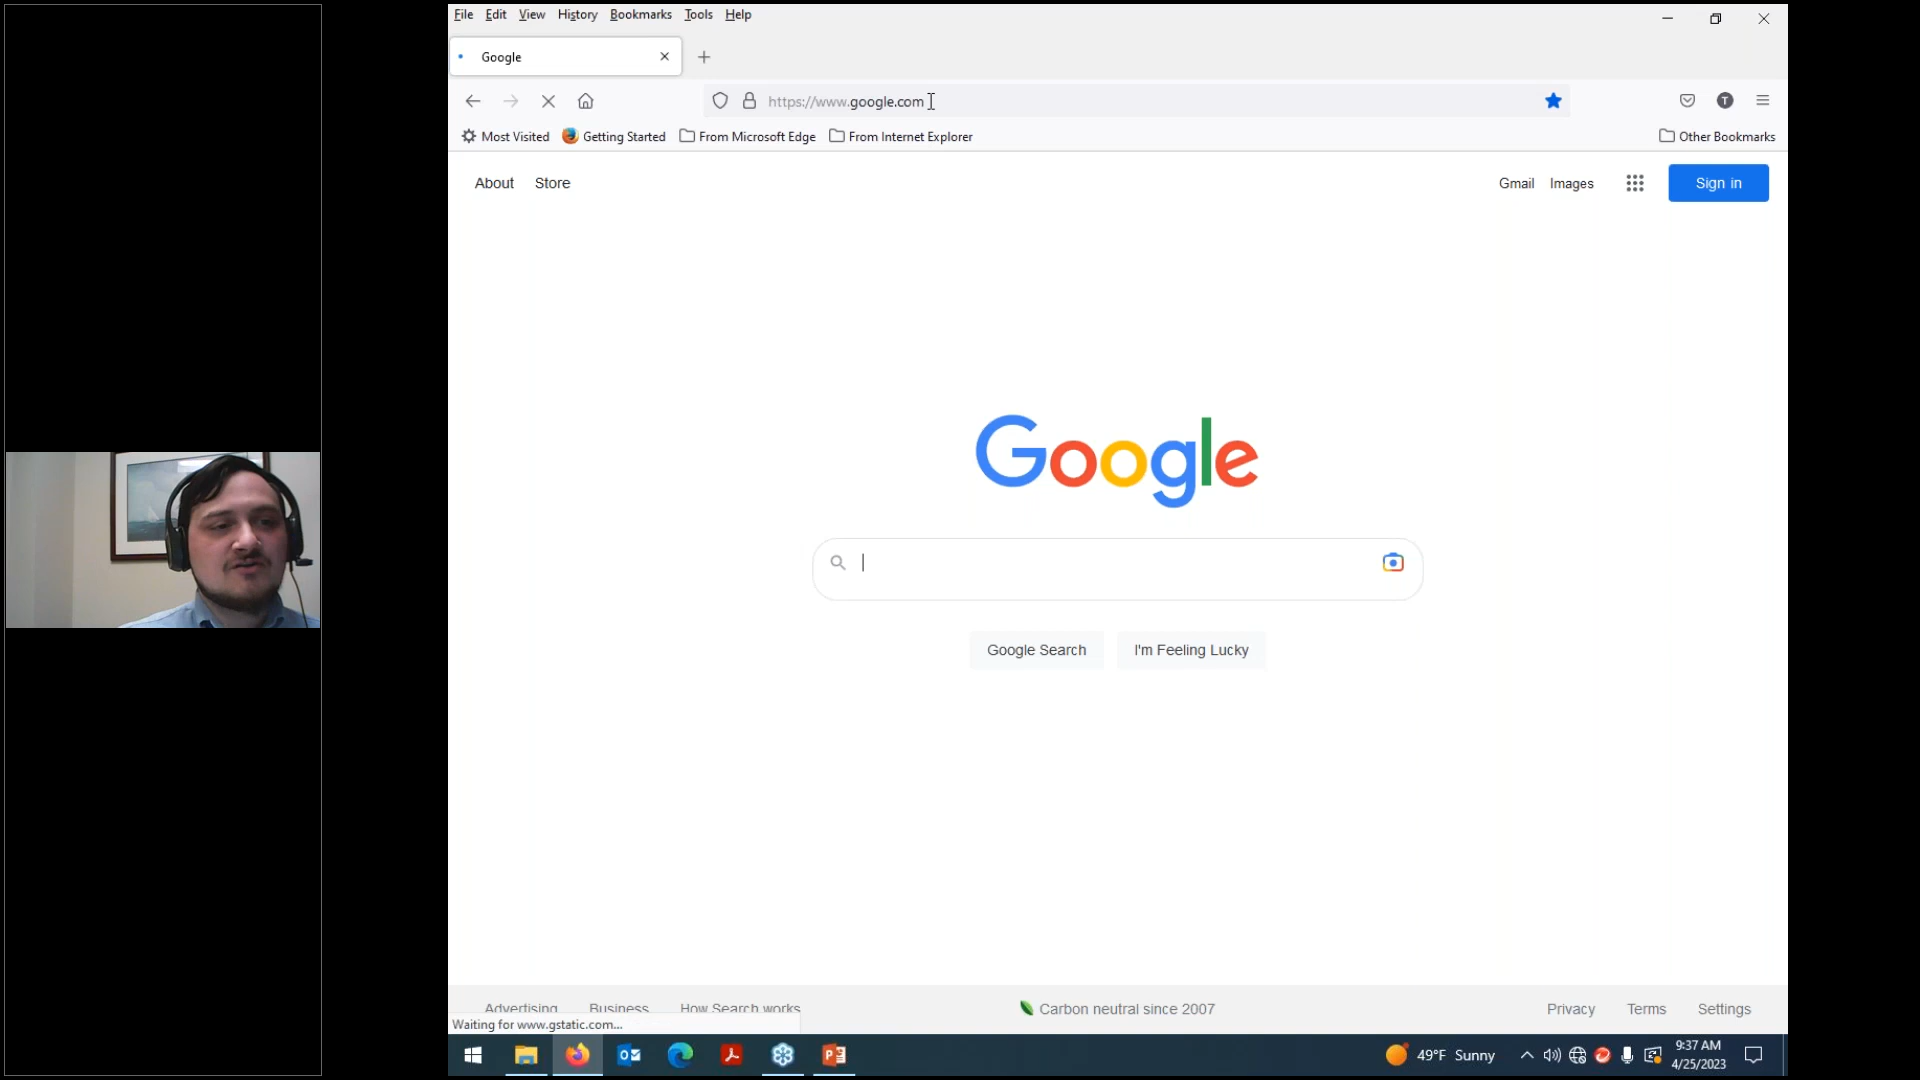 File Edit View History Bookmarks Tools Help
Google
https://www.google.com
Most Visited Getting Started From Microsoft Edge From Internet Explorer Other Bookmarks
About Store Gmail Images Sign in
Google
Google Search I'm Feeling Lucky
Advertising Business How Search works Carbon neutral since 2007 Privacy Terms Settings
Waiting for www.gstatic.com...
49°F Sunny 9:37 AM
4/25/2023